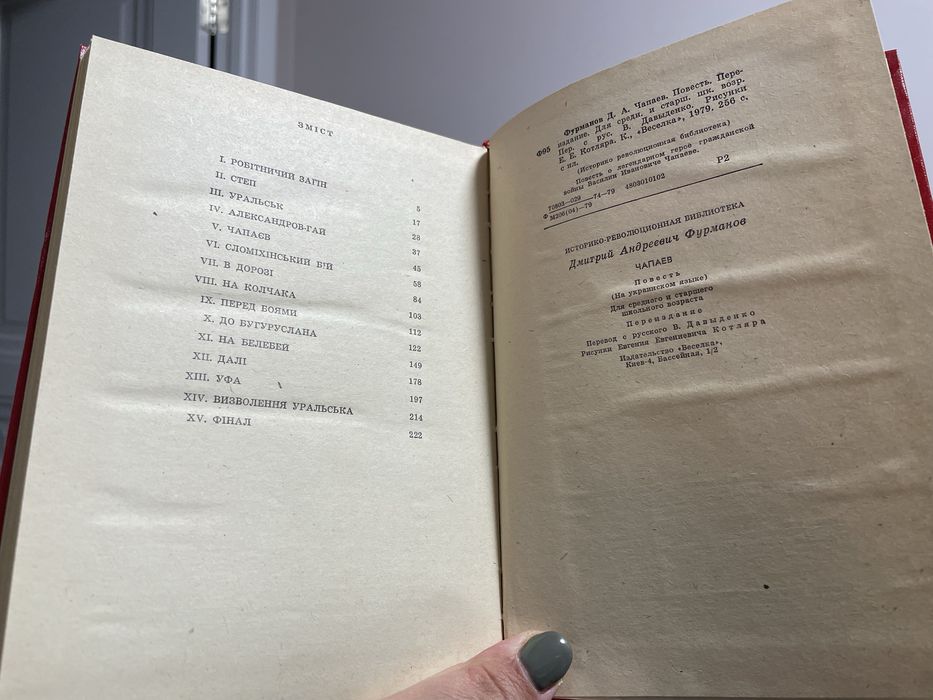 ЗМІСТ
I. РОБІТНИЧИЙ ЗАГІН 5
II. СТЕП 17
III. УРАЛЬСЬК 28
IV. АЛЕКСАНДРОВ-ГАЙ 37
V. ЧАПАЄВ 45
VI. СЛОМІХІНСЬКИЙ БІЙ 58
VII. В ДОРОЗІ 84
VIII. НА КОЛЧАКА 103
IX. ПЕРЕД БОЯМИ 112
X. ДО БУГУРУСЛАНА 122
XI. НА БЕЛЕБЕЙ 149
XII. ДАЛІ 178
XIII. УФА 197
XIV. ВИЗВОЛЕННЯ УРАЛЬСЬКА 214
XV. ФІНАЛ 222
Фурманов Д. А. Чапаев. Повесть. Пере-
Ф95 издание. Для средн. и старш. шк. возр.
Пер. с рус. В. Давыденко. Рисунки
Е. Е. Котляра. К., «Веселка», 1979, 256 с.
с ил.
(Историко революционная библиотека)
Повесть о легендарном герое гражданской
войны Василии Ивановиче Чапаеве.
Ф 70803—029 —74—79 4803010102 Р2
М206(04)—79
ИСТОРИКО-РЕВОЛЮЦИОННАЯ БИБЛИОТЕКА
Дмитрий Андреевич Фурманов
ЧАПАЕВ
Повесть
(На украинском языке)
Для среднего и старшего
школьного возраста
Переиздание
Перевод с русского В. Давыденко
Рисунки Евгения Евгениевича Котляра
Издательство «Веселка»,
Киев-4, Бассейная, 1/2